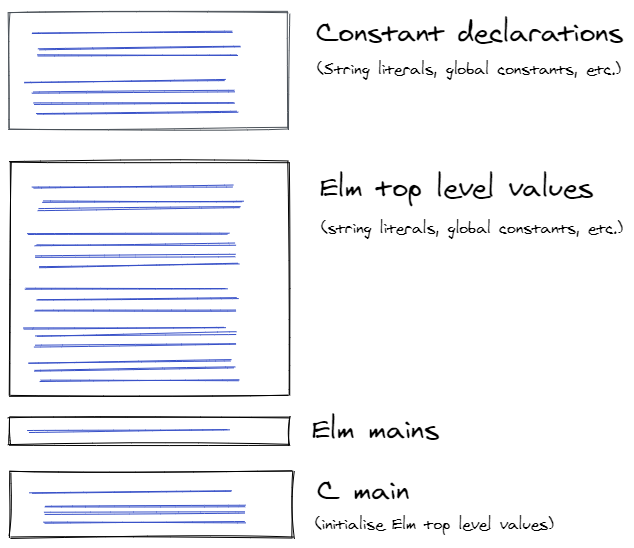 Constant declarations
(String literals, global constants, etc.)
Elm top level values
(string literals, global constants, etc.)
Elm mains
C main
(initialise Elm top level values)